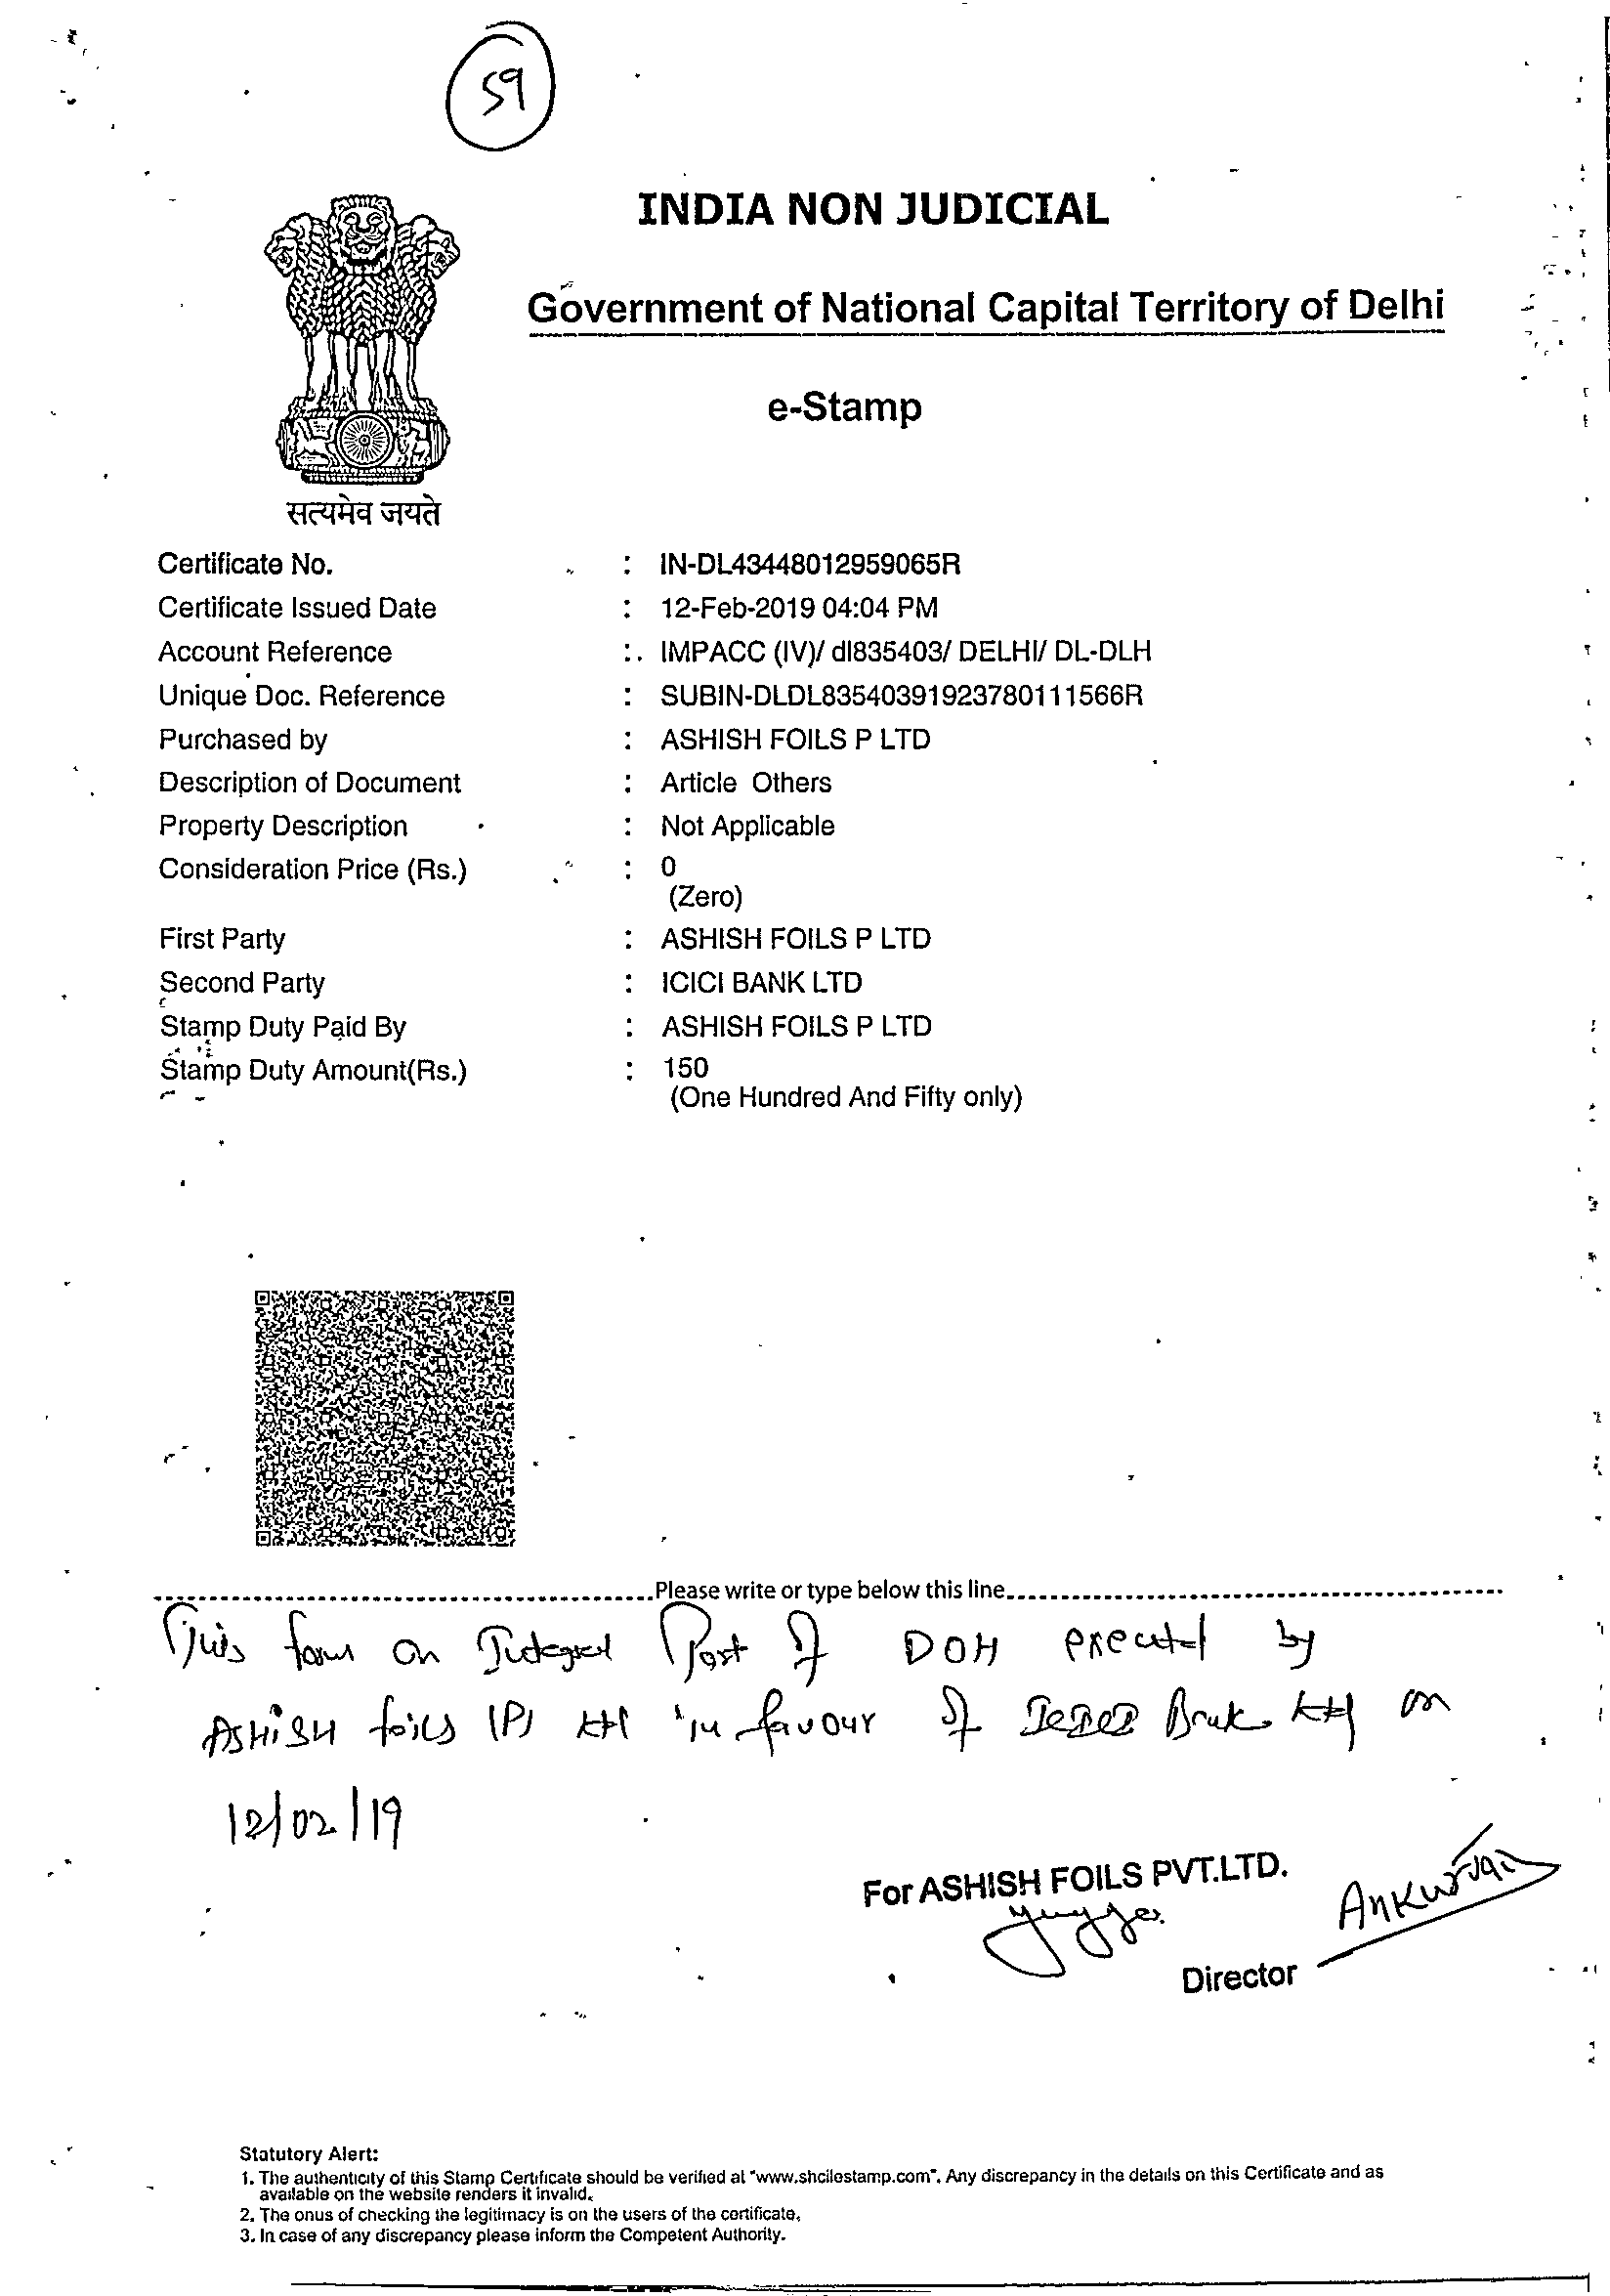 59
INDIA NON JUDICIAL
Government of National Capital Territory of Delhi
e-Stamp
सत्यमेव जयते
Certificate No. : IN-DL43448012959065R
Certificate Issued Date : 12-Feb-2019 04:04 PM
Account Reference : IMPACC (IV)/ dl835403/ DELHI/ DL-DLH
Unique Doc. Reference : SUBIN-DLDL83540391923780111566R
Purchased by : ASHISH FOILS P LTD
Description of Document : Article Others
Property Description : Not Applicable
Consideration Price (Rs.) : 0
(Zero)
First Party : ASHISH FOILS P LTD
Second Party : ICICI BANK LTD
Stamp Duty Paid By : ASHISH FOILS P LTD
Stamp Duty Amount(Rs.) : 150
(One Hundred And Fifty only)
Please write or type below this line
This form an Integral Part of DOH executed by
ASHISH foils (P) Ltd in favour of ICICI Bank Ltd on
12/02/19
For ASHISH FOILS PVT.LTD.
Ankur Jain
Director
Statutory Alert:
1. The authenticity of this Stamp Certificate should be verified at "www.shcilestamp.com". Any discrepancy in the details on this Certificate and as
available on the website renders it invalid.
2. The onus of checking the legitimacy is on the users of the certificate.
3. In case of any discrepancy please inform the Competent Authority.